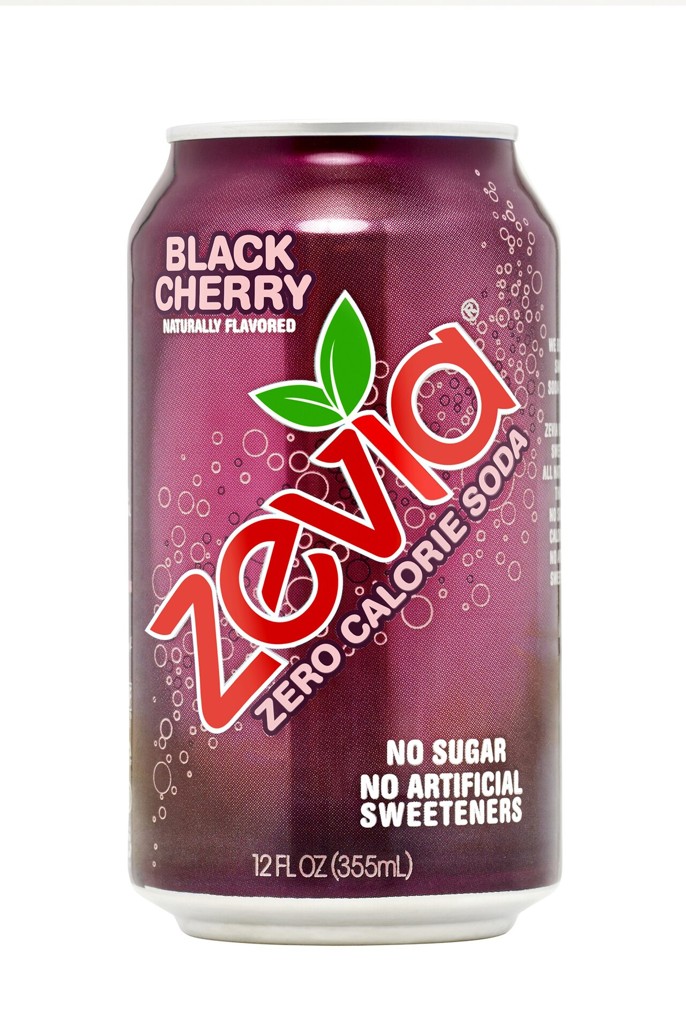 BLACK
CHERRY
NATURALLY FLAVORED
zevia®
ZERO CALORIE SODA
NO SUGAR
NO ARTIFICIAL
SWEETENERS
12 FL OZ (355mL)